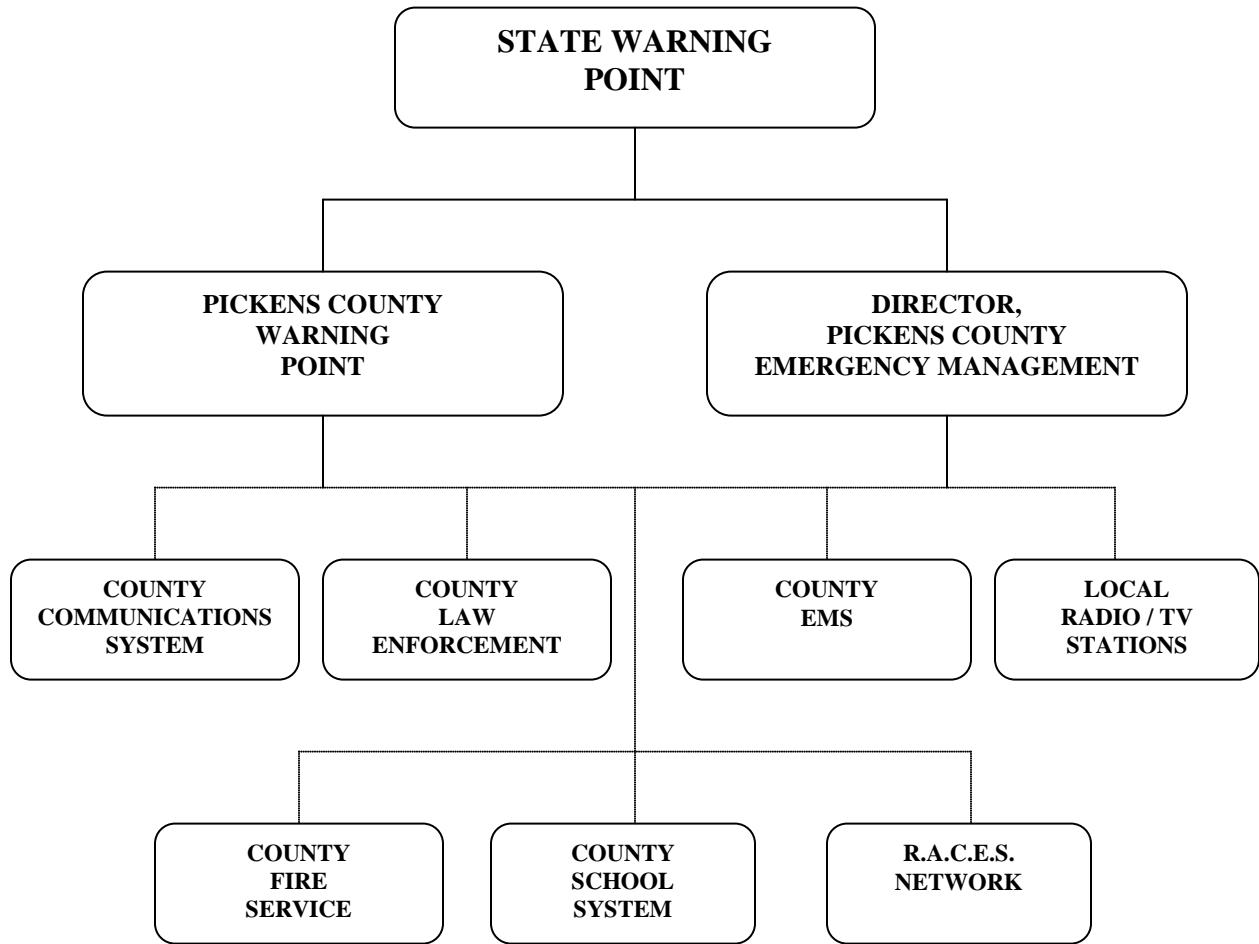 STATE WARNING
POINT
PICKENS COUNTY
WARNING
POINT
DIRECTOR,
PICKENS COUNTY
EMERGENCY MANAGEMENT
COUNTY
COMMUNICATIONS
SYSTEM
COUNTY
LAW
ENFORCEMENT
COUNTY
EMS
LOCAL
RADIO / TV
STATIONS
COUNTY
FIRE
SERVICE
COUNTY
SCHOOL
SYSTEM
R.A.C.E.S.
NETWORK